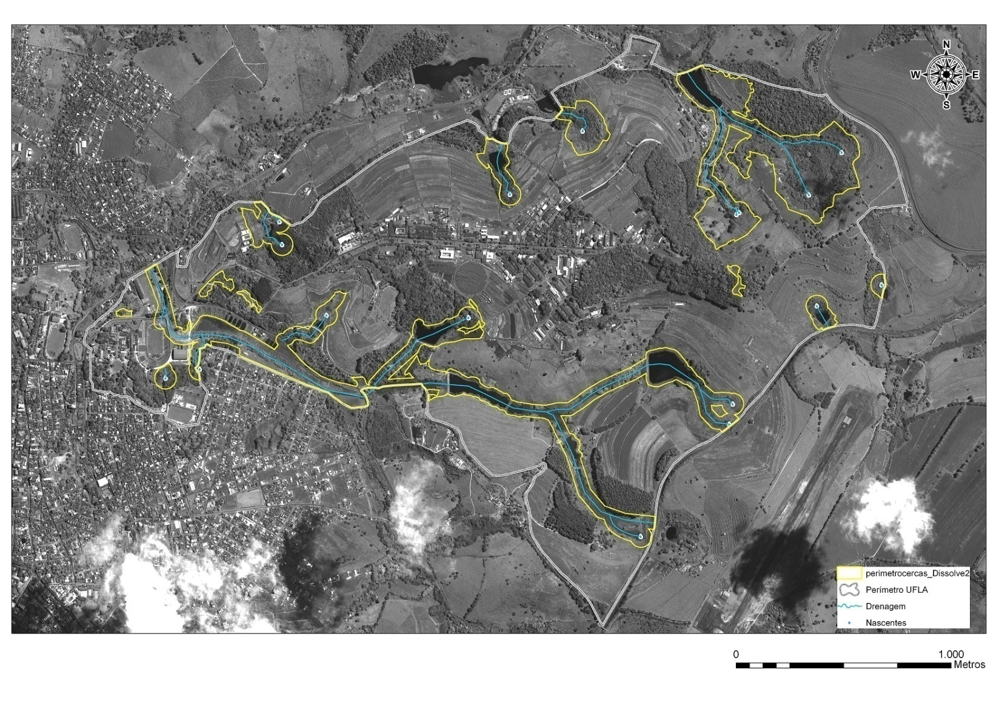 N
W E
S
perimetrocercas_Dissolve2
Perímetro UFLA
Drenagem
Nascentes
0 1.000
Metros